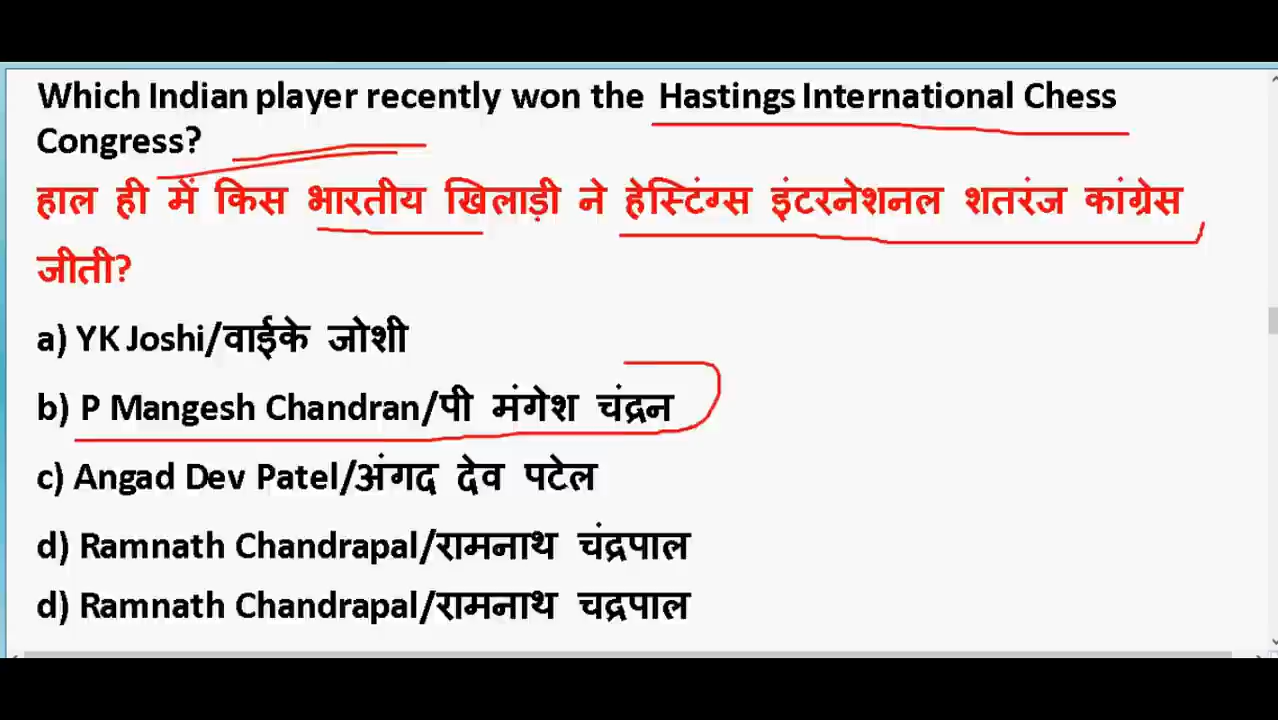 Which Indian player recently won the Hastings International Chess
Congress?
हाल ही में किस भारतीय खिलाड़ी ने हेस्टिंग्स इंटरनेशनल शतरंज कांग्रेस
जीती?
a) YK Joshi/वाईके जोशी
b) P Mangesh Chandran/पी मंगेश चंद्रन
c) Angad Dev Patel/अंगद देव पटेल
d) Ramnath Chandrapal/रामनाथ चंद्रपाल
d) Ramnath Chandrapal/रामनाथ चद्रपाल